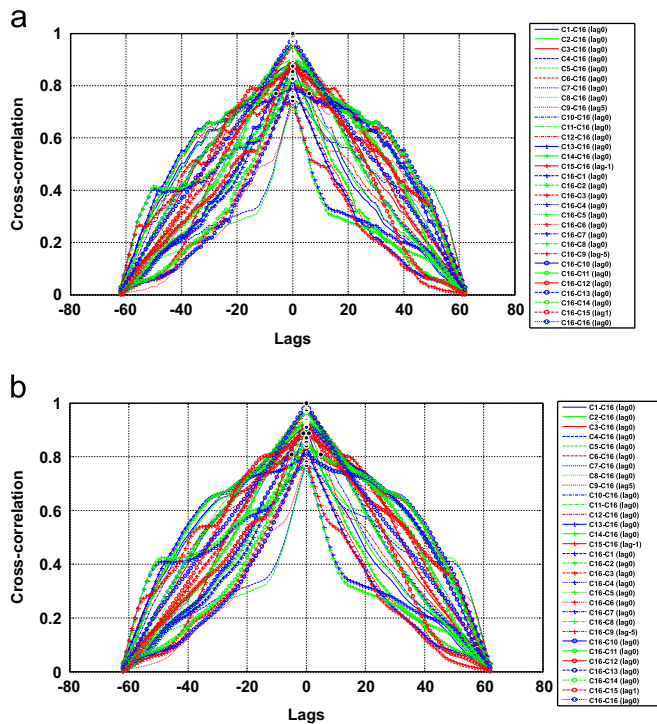 a
1
0.8
0.6
0.4
0.2
0
Cross-correlation
-80 -60 -40 -20 0 20 40 60 80
Lags
C1-C16 (lag0)
C2-C16 (lag0)
C3-C16 (lag0)
C4-C16 (lag0)
C5-C16 (lag0)
C6-C16 (lag0)
C7-C16 (lag0)
C8-C16 (lag0)
C9-C16 (lag5)
C10-C16 (lag0)
C11-C16 (lag0)
C12-C16 (lag0)
C13-C16 (lag0)
C14-C16 (lag0)
C15-C16 (lag-1)
C16-C1 (lag0)
C16-C2 (lag0)
C16-C3 (lag0)
C16-C4 (lag0)
C16-C5 (lag0)
C16-C6 (lag0)
C16-C7 (lag0)
C16-C8 (lag0)
C16-C9 (lag-5)
C16-C10 (lag0)
C16-C11 (lag0)
C16-C12 (lag0)
C16-C13 (lag0)
C16-C14 (lag0)
C16-C15 (lag1)
C16-C16 (lag0)
b
1
0.8
0.6
0.4
0.2
0
Cross-correlation
-80 -60 -40 -20 0 20 40 60 80
Lags
C1-C16 (lag0)
C2-C16 (lag0)
C3-C16 (lag0)
C4-C16 (lag0)
C5-C16 (lag0)
C6-C16 (lag0)
C7-C16 (lag0)
C8-C16 (lag0)
C9-C16 (lag5)
C10-C16 (lag0)
C11-C16 (lag0)
C12-C16 (lag0)
C13-C16 (lag0)
C14-C16 (lag0)
C15-C16 (lag-1)
C16-C1 (lag0)
C16-C2 (lag0)
C16-C3 (lag0)
C16-C4 (lag0)
C16-C5 (lag0)
C16-C6 (lag0)
C16-C7 (lag0)
C16-C8 (lag0)
C16-C9 (lag-5)
C16-C10 (lag0)
C16-C11 (lag0)
C16-C12 (lag0)
C16-C13 (lag0)
C16-C14 (lag0)
C16-C15 (lag1)
C16-C16 (lag0)